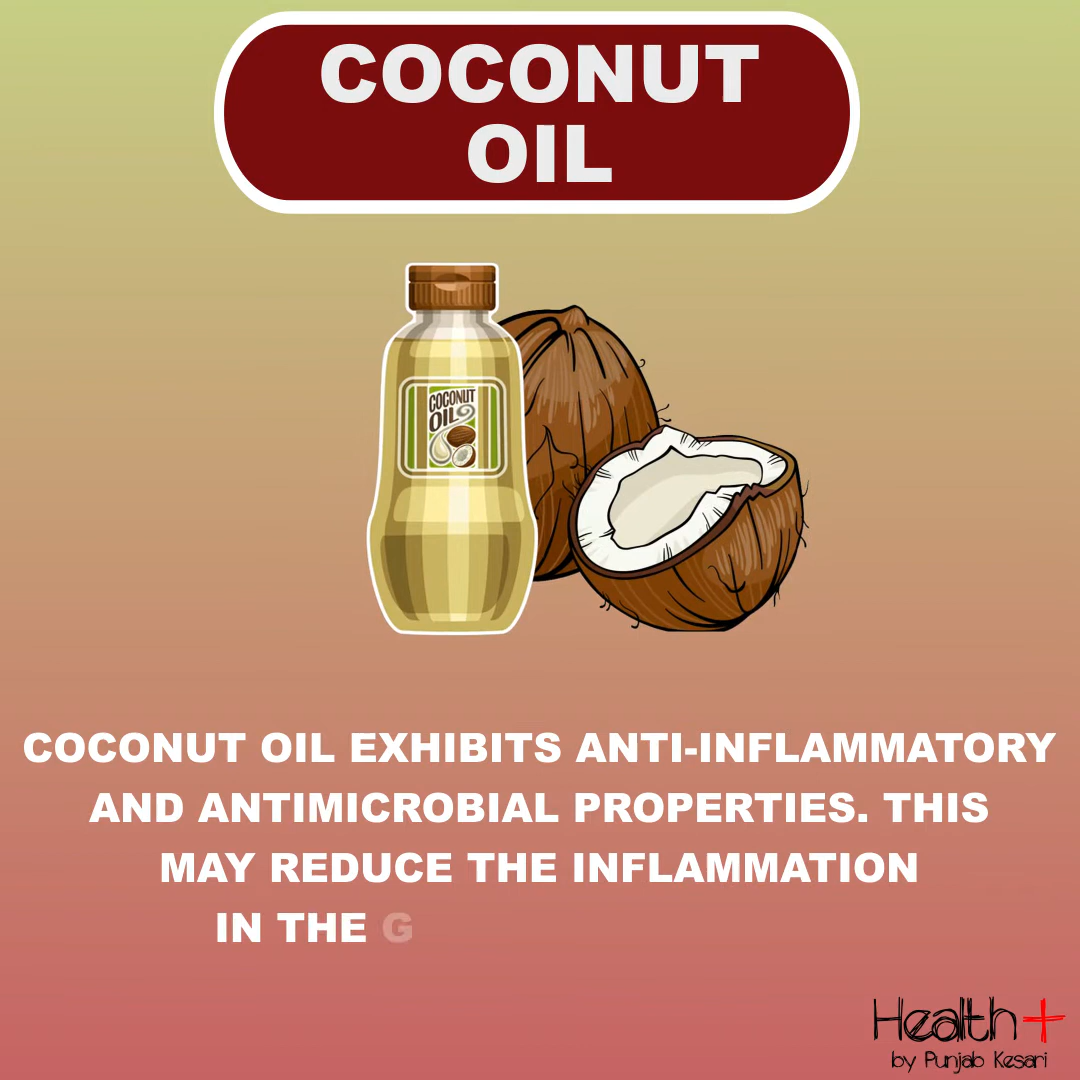 COCONUT
OIL
COCONUT
OIL
COCONUT OIL EXHIBITS ANTI-INFLAMMATORY
AND ANTIMICROBIAL PROPERTIES. THIS
MAY REDUCE THE INFLAMMATION
IN THE G
Health+
by Punjab Kesari